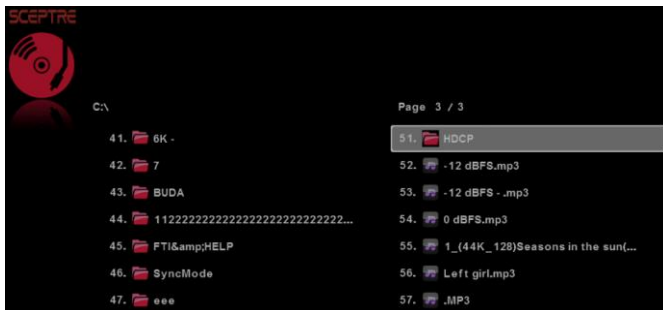 SCEPTRE
C:\
41. 6K -
42. 7
43. BUDA
44. 1122222222222222222222222222...
45. FTI&amp;HELP
46. SyncMode
47. eee
Page 3 / 3
51. HDCP
52. -12 dBFS.mp3
53. -12 dBFS - .mp3
54. 0 dBFS.mp3
55. 1_(44K_128)Seasons in the sun(...
56. Left girl.mp3
57. .MP3